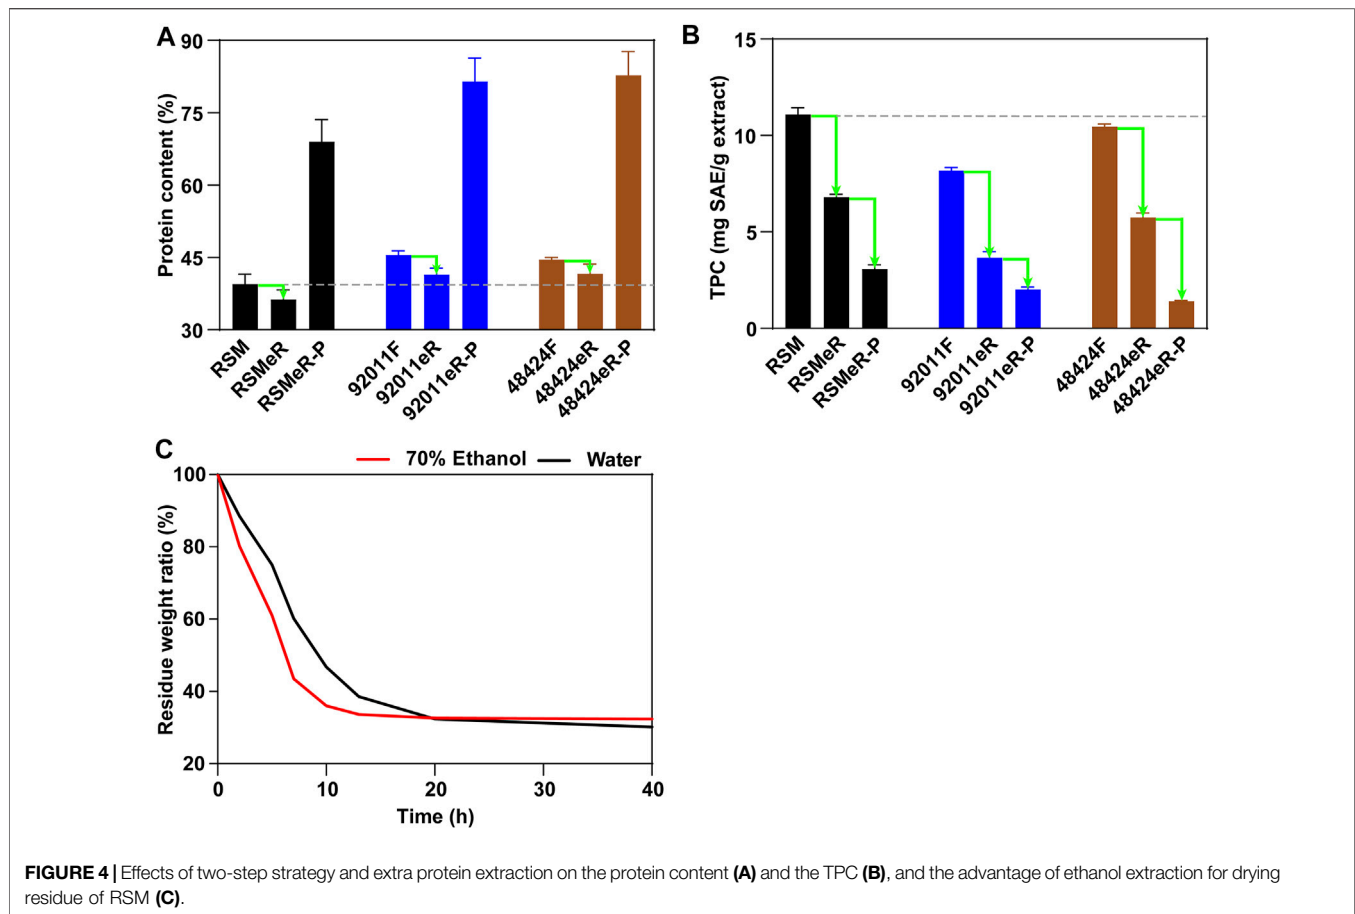 A
Protein content (%)
90
75
60
45
30
RSM
RSMeR
RSMeR-P
92011F
92011eR
92011eR-P
48424F
48424eR
48424eR-P
B
TPC (mg SAE/g extract)
15
10
5
0
RSM
RSMeR
RSMeR-P
92011F
92011eR
92011eR-P
48424F
48424eR
48424eR-P
C
70% Ethanol
Water
Residue weight ratio (%)
100
80
60
40
20
0
10
20
30
40
Time (h)
FIGURE 4 | Effects of two-step strategy and extra protein extraction on the protein content (A) and the TPC (B), and the advantage of ethanol extraction for drying
residue of RSM (C).